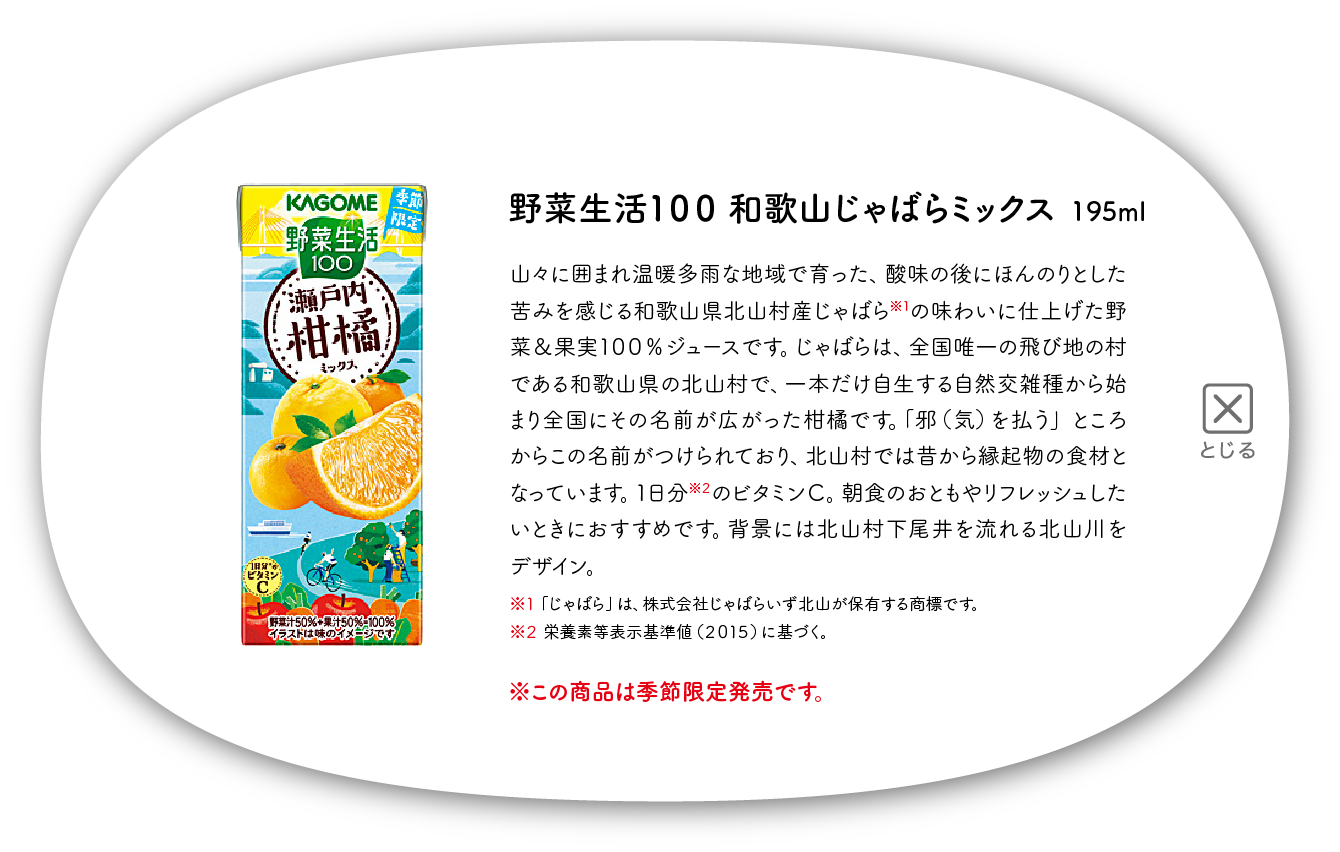 KAGOME
季節
限定
野菜生活
100
瀬戸内
柑橘
ミックス
1日分※の
ビタミン
C
野菜汁50%+果汁50%=100%
イラストは味のイメージです
野菜生活100 和歌山じゃばらミックス 195ml
山々に囲まれ温暖多雨な地域で育った、酸味の後にほんのりとした
苦みを感じる和歌山県北山村産じゃばら※1の味わいに仕上げた野
菜&果実100%ジュースです。じゃばらは、全国唯一の飛び地の村
である和歌山県の北山村で、一本だけ自生する自然交雑種から始
まり全国にその名前が広がった柑橘です。「邪(気)を払う」ところ
からこの名前がつけられており、北山村では昔から縁起物の食材と
なっています。1日分※2のビタミンC。朝食のおともやリフレッシュした
いときにおすすめです。背景には北山村下尾井を流れる北山川を
デザイン。
※1「じゃばら」は、株式会社じゃばらいず北山が保有する商標です。
※2 栄養素等表示基準値(2015)に基づく。
※この商品は季節限定発売です。
とじる